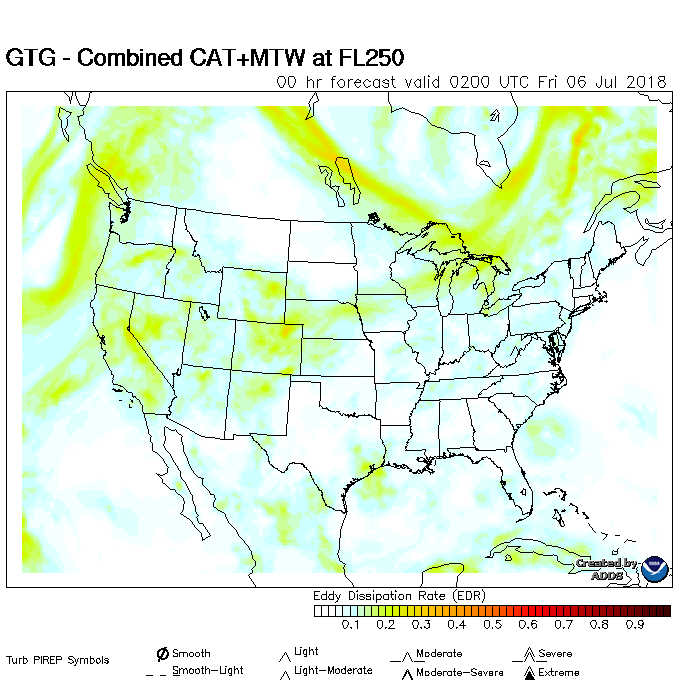 GTG - Combined CAT+MTW at FL250
00 hr forecast valid 0200 UTC Fri 06 Jul 2018
Created by
ADDS
Eddy Dissipation Rate (EDR)
0.1 0.2 0.3 0.4 0.5 0.6 0.7 0.8 0.9
Turb PIREP Symbols
Smooth Light Moderate Severe
Smooth-Light Light-Moderate Moderate-Severe Extreme